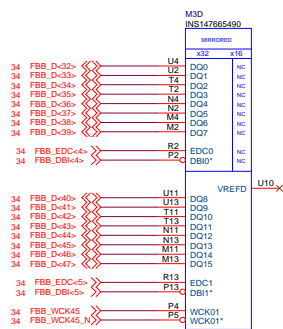 M3D
INS147665490
MIRRORED
x32 x16
34 FBB_D<32> U4 DQ0 NC
34 FBB_D<33> U2 DQ1 NC
34 FBB_D<34> T4 DQ2 NC
34 FBB_D<35> T2 DQ3 NC
34 FBB_D<36> N4 DQ4 NC
34 FBB_D<37> N2 DQ5 NC
34 FBB_D<38> M4 DQ6 NC
34 FBB_D<39> M2 DQ7 NC
34 FBB_EDC<4> R2 EDC0 NC
34 FBB_DBI<4> P2 DBI0* NC
VREFD U10
34 FBB_D<40> U11 DQ8
34 FBB_D<41> U13 DQ9
34 FBB_D<42> T11 DQ10
34 FBB_D<43> T13 DQ11
34 FBB_D<44> N11 DQ12
34 FBB_D<45> N13 DQ13
34 FBB_D<46> M11 DQ14
34 FBB_D<47> M13 DQ15
34 FBB_EDC<5> R13 EDC1
34 FBB_DBI<5> P13 DBI1*
34 FBB_WCK45 P4 WCK01
34 FBB_WCK45_N P5 WCK01*